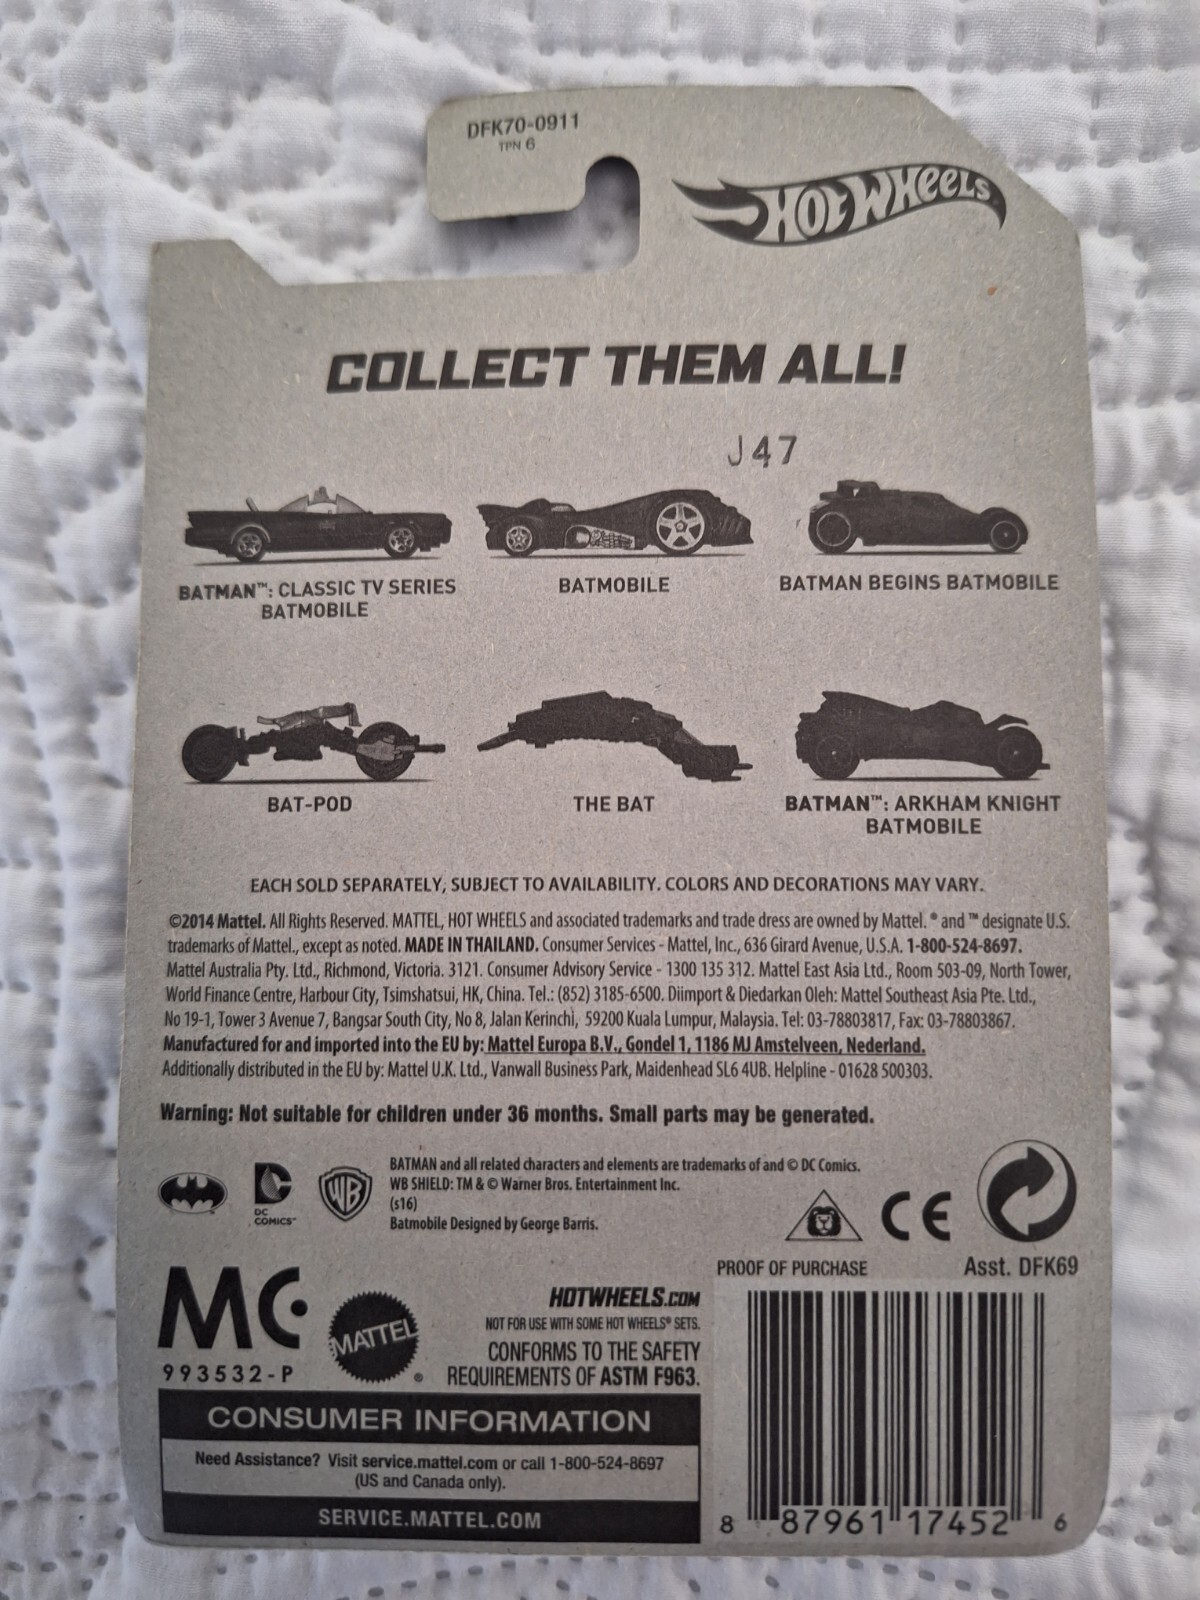 DFK70-0911
TPN 6
HOT WHEELS
COLLECT THEM ALL!
J47
BATMAN™: CLASSIC TV SERIES
BATMOBILE
BATMOBILE
BATMAN BEGINS BATMOBILE
BAT-POD
THE BAT
BATMAN™: ARKHAM KNIGHT
BATMOBILE
EACH SOLD SEPARATELY, SUBJECT TO AVAILABILITY. COLORS AND DECORATIONS MAY VARY.
©2014 Mattel. All Rights Reserved. MATTEL, HOT WHEELS and associated trademarks and trade dress are owned by Mattel. ® and ™ designate U.S.
trademarks of Mattel., except as noted. MADE IN THAILAND. Consumer Services - Mattel, Inc., 636 Girard Avenue, U.S.A. 1-800-524-8697.
Mattel Australia Pty. Ltd., Richmond, Victoria. 3121. Consumer Advisory Service - 1300 135 312. Mattel East Asia Ltd., Room 503-09, North Tower,
World Finance Centre, Harbour City, Tsimshatsui, HK, China. Tel.: (852) 3185-6500. Diimport & Diedarkan Oleh: Mattel Southeast Asia Pte. Ltd.,
No 19-1, Tower 3 Avenue 7, Bangsar South City, No 8, Jalan Kerinchi, 59200 Kuala Lumpur, Malaysia. Tel: 03-78803817, Fax: 03-78803867.
Manufactured for and imported into the EU by: Mattel Europa B.V., Gondel 1, 1186 MJ Amstelveen, Nederland.
Additionally distributed in the EU by: Mattel U.K. Ltd., Vanwall Business Park, Maidenhead SL6 4UB. Helpline - 01628 500303.
Warning: Not suitable for children under 36 months. Small parts may be generated.
BATMAN and all related characters and elements are trademarks of and © DC Comics.
WB SHIELD: TM & © Warner Bros. Entertainment Inc.
(s16)
Batmobile Designed by George Barris.
DC
COMICS™
WB
CE
PROOF OF PURCHASE
Asst. DFK69
MC
993532-P
MATTEL®
HOTWHEELS.COM
NOT FOR USE WITH SOME HOT WHEELS® SETS.
CONFORMS TO THE SAFETY
REQUIREMENTS OF ASTM F963.
CONSUMER INFORMATION
Need Assistance? Visit service.mattel.com or call 1-800-524-8697
(US and Canada only).
SERVICE.MATTEL.COM
8 87961 17452 6